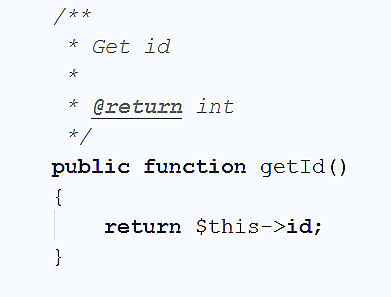 /**
 * Get id
 *
 * @return int
 */
public function getId()
{
    return $this->id;
}